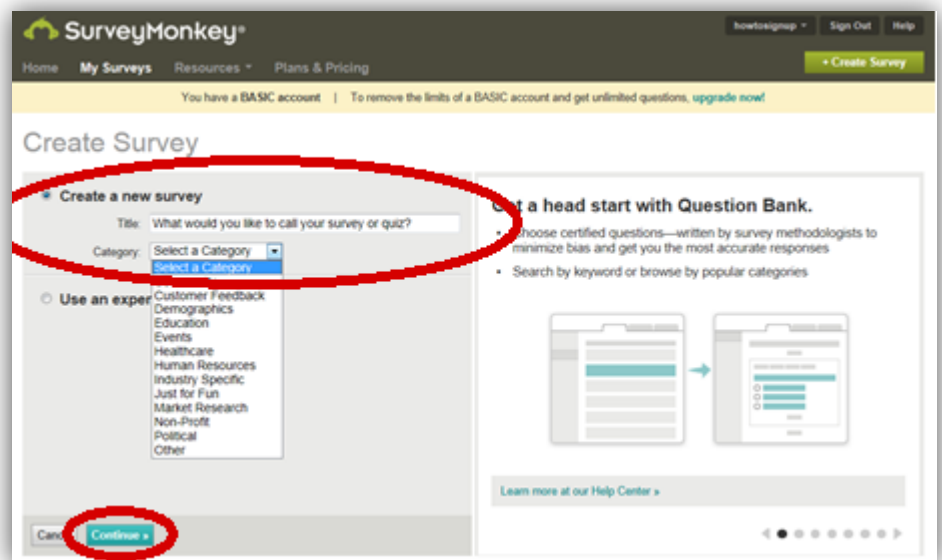 SurveyMonkey®
howtosignup Sign Out Help
Home My Surveys Resources Plans & Pricing
+ Create Survey
You have a BASIC account | To remove the limits of a BASIC account and get unlimited questions, upgrade now!
Create Survey
Create a new survey
Title: What would you like to call your survey or quiz?
Category: Select a Category
Select a Category
Customer Feedback
Demographics
Education
Events
Healthcare
Human Resources
Industry Specific
Just for Fun
Market Research
Non-Profit
Political
Other
Use an exper
Get a head start with Question Bank.
Choose certified questions—written by survey methodologists to
minimize bias and get you the most accurate responses
Search by keyword or browse by popular categories
Learn more at our Help Center »
Continue »